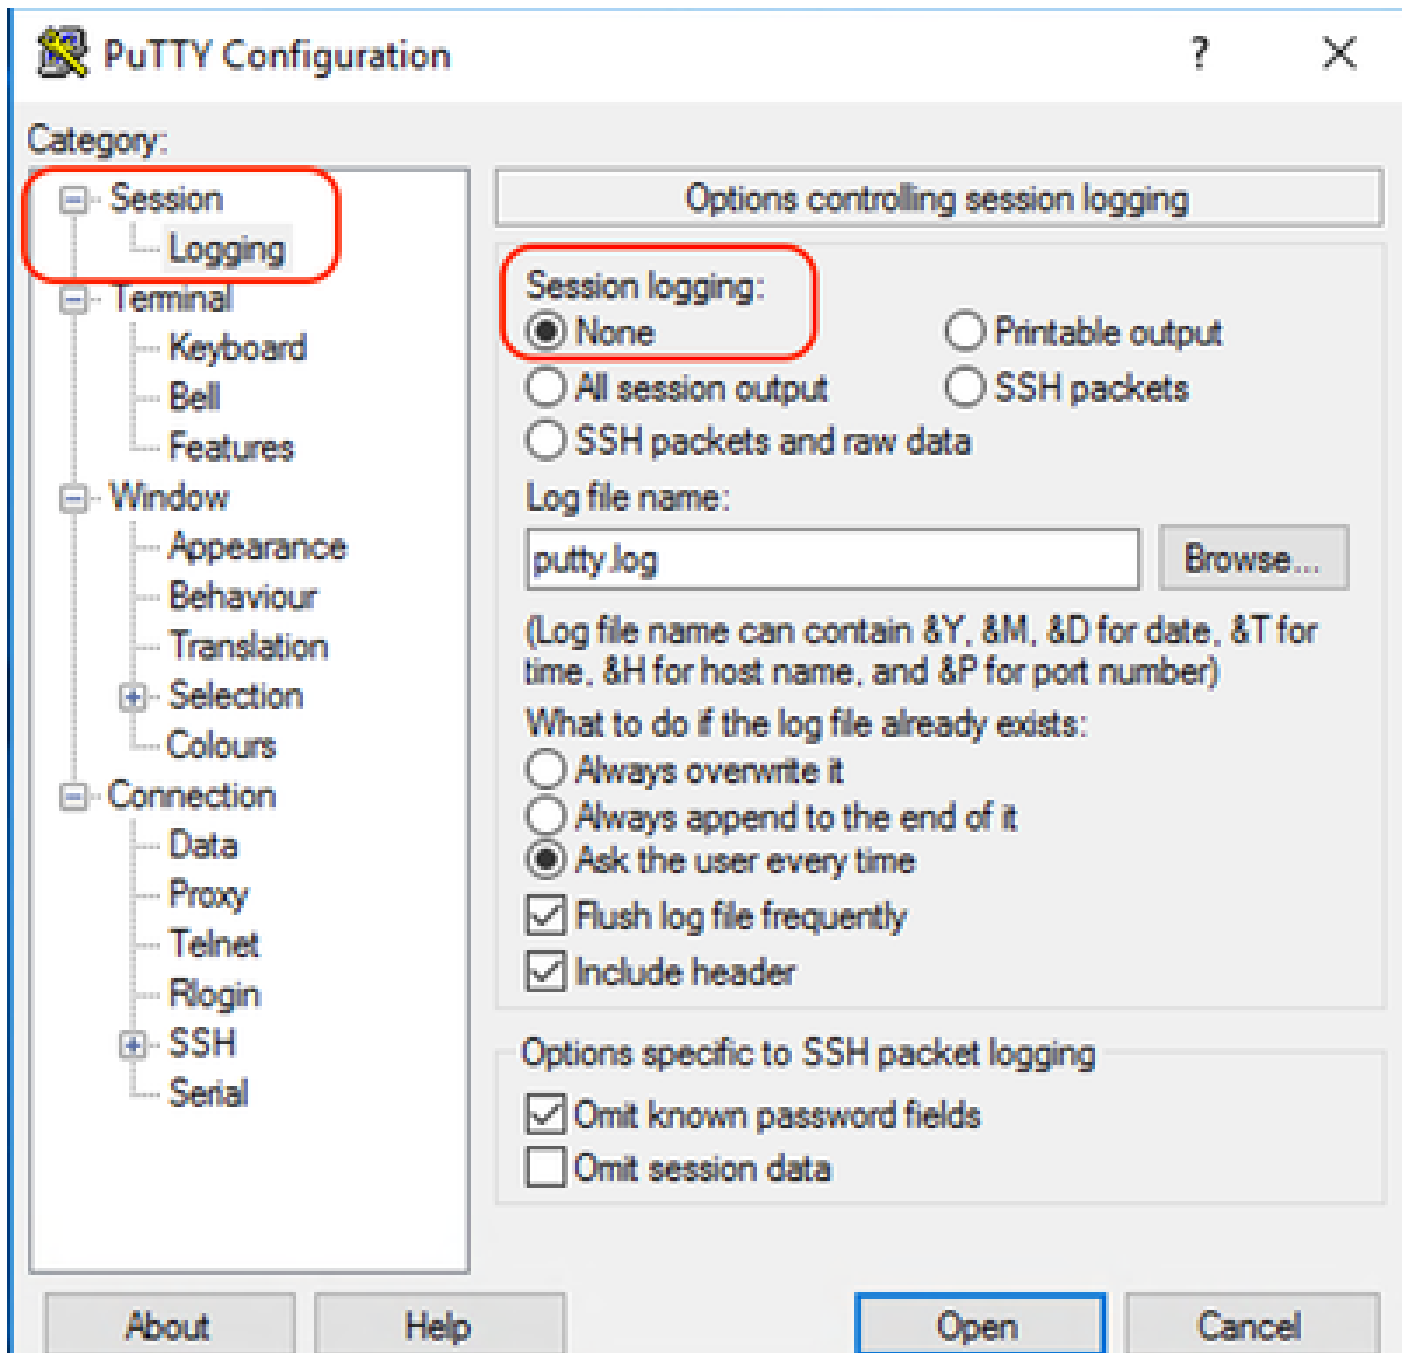 PuTTY Configuration
?
Category:
Session
Logging
Terminal
Keyboard
Bell
Features
Window
Appearance
Behaviour
Translation
Selection
Colours
Connection
Data
Proxy
Telnet
Rlogin
SSH
Serial
Options controlling session logging
Session logging:
None
Printable output
All session output
SSH packets
SSH packets and raw data
Log file name:
putty.log
Browse...
(Log file name can contain &Y, &M, &D for date, &T for
time, &H for host name, and &P for port number)
What to do if the log file already exists:
Always overwrite it
Always append to the end of it
Ask the user every time
Flush log file frequently
Include header
Options specific to SSH packet logging
Omit known password fields
Omit session data
About
Help
Open
Cancel